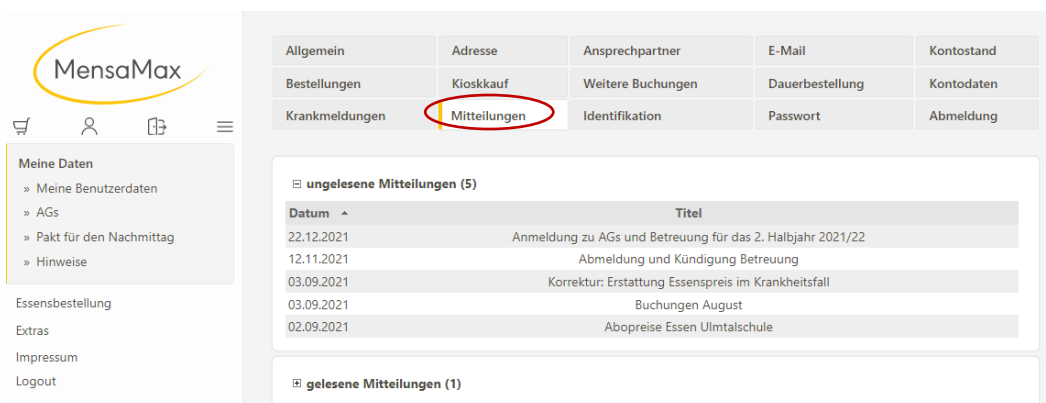 MensaMax
Meine Daten
» Meine Benutzerdaten
» AGs
» Pakt für den Nachmittag
» Hinweise
Essensbestellung
Extras
Impressum
Logout
Allgemein Adresse Ansprechpartner E-Mail Kontostand
Bestellungen Kioskkauf Weitere Buchungen Dauerbestellung Kontodaten
Krankmeldungen Mitteilungen Identifikation Passwort Abmeldung
ungelesene Mitteilungen (5)
Datum Titel
22.12.2021 Anmeldung zu AGs und Betreuung für das 2. Halbjahr 2021/22
12.11.2021 Abmeldung und Kündigung Betreuung
03.09.2021 Korrektur: Erstattung Essenspreis im Krankheitsfall
03.09.2021 Buchungen August
02.09.2021 Abopreise Essen Ulmtalschule
gelesene Mitteilungen (1)